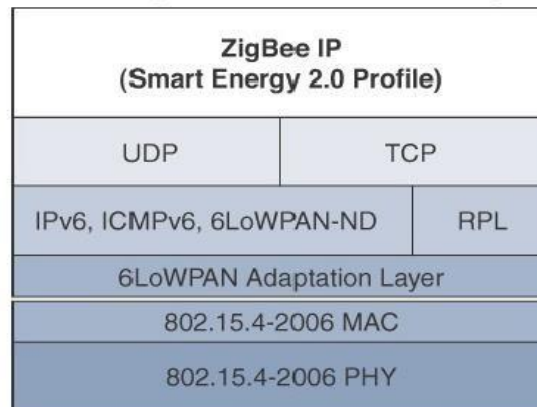 ZigBee IP
(Smart Energy 2.0 Profile)
UDP
TCP
IPv6, ICMPv6, 6LoWPAN-ND
RPL
6LoWPAN Adaptation Layer
802.15.4-2006 MAC
802.15.4-2006 PHY